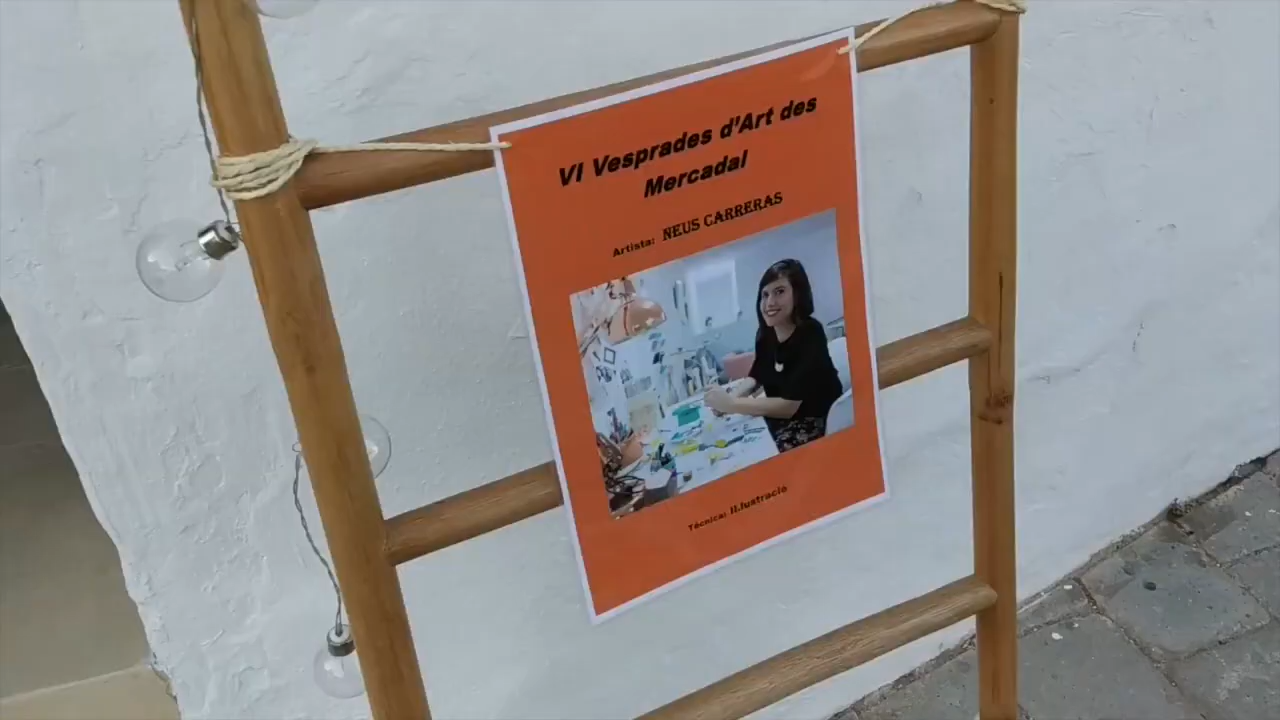 VI Vesprades d'Art des
Mercadal
Artista: NEUS CARRERAS
Tècnica: Il.lustració